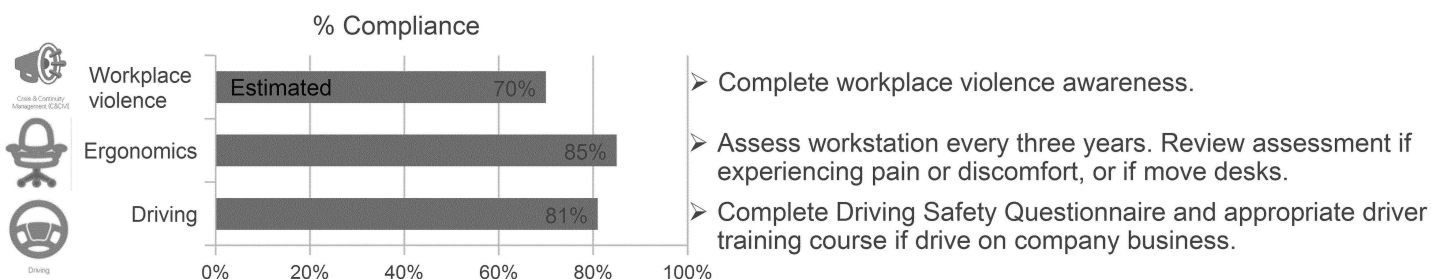 % Compliance
Crisis & Continuity
Management (C&CM)
Workplace
violence
Estimated
70%
➢ Complete workplace violence awareness.
Ergonomics
85%
➢ Assess workstation every three years. Review assessment if
experiencing pain or discomfort, or if move desks.
Driving
81%
➢ Complete Driving Safety Questionnaire and appropriate driver
training course if drive on company business.
Driving
0% 20% 40% 60% 80% 100%